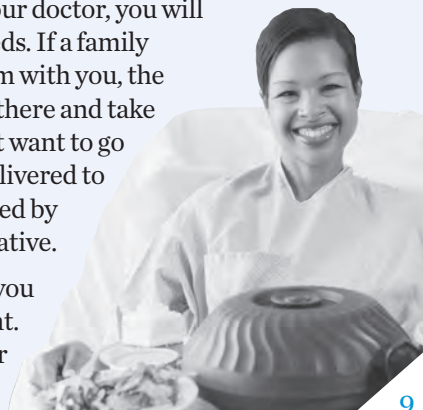 our doctor, you will
eds. If a family
m with you, the
there and take
t want to go
livered to
ed by
ative.
you
nt.
r
9